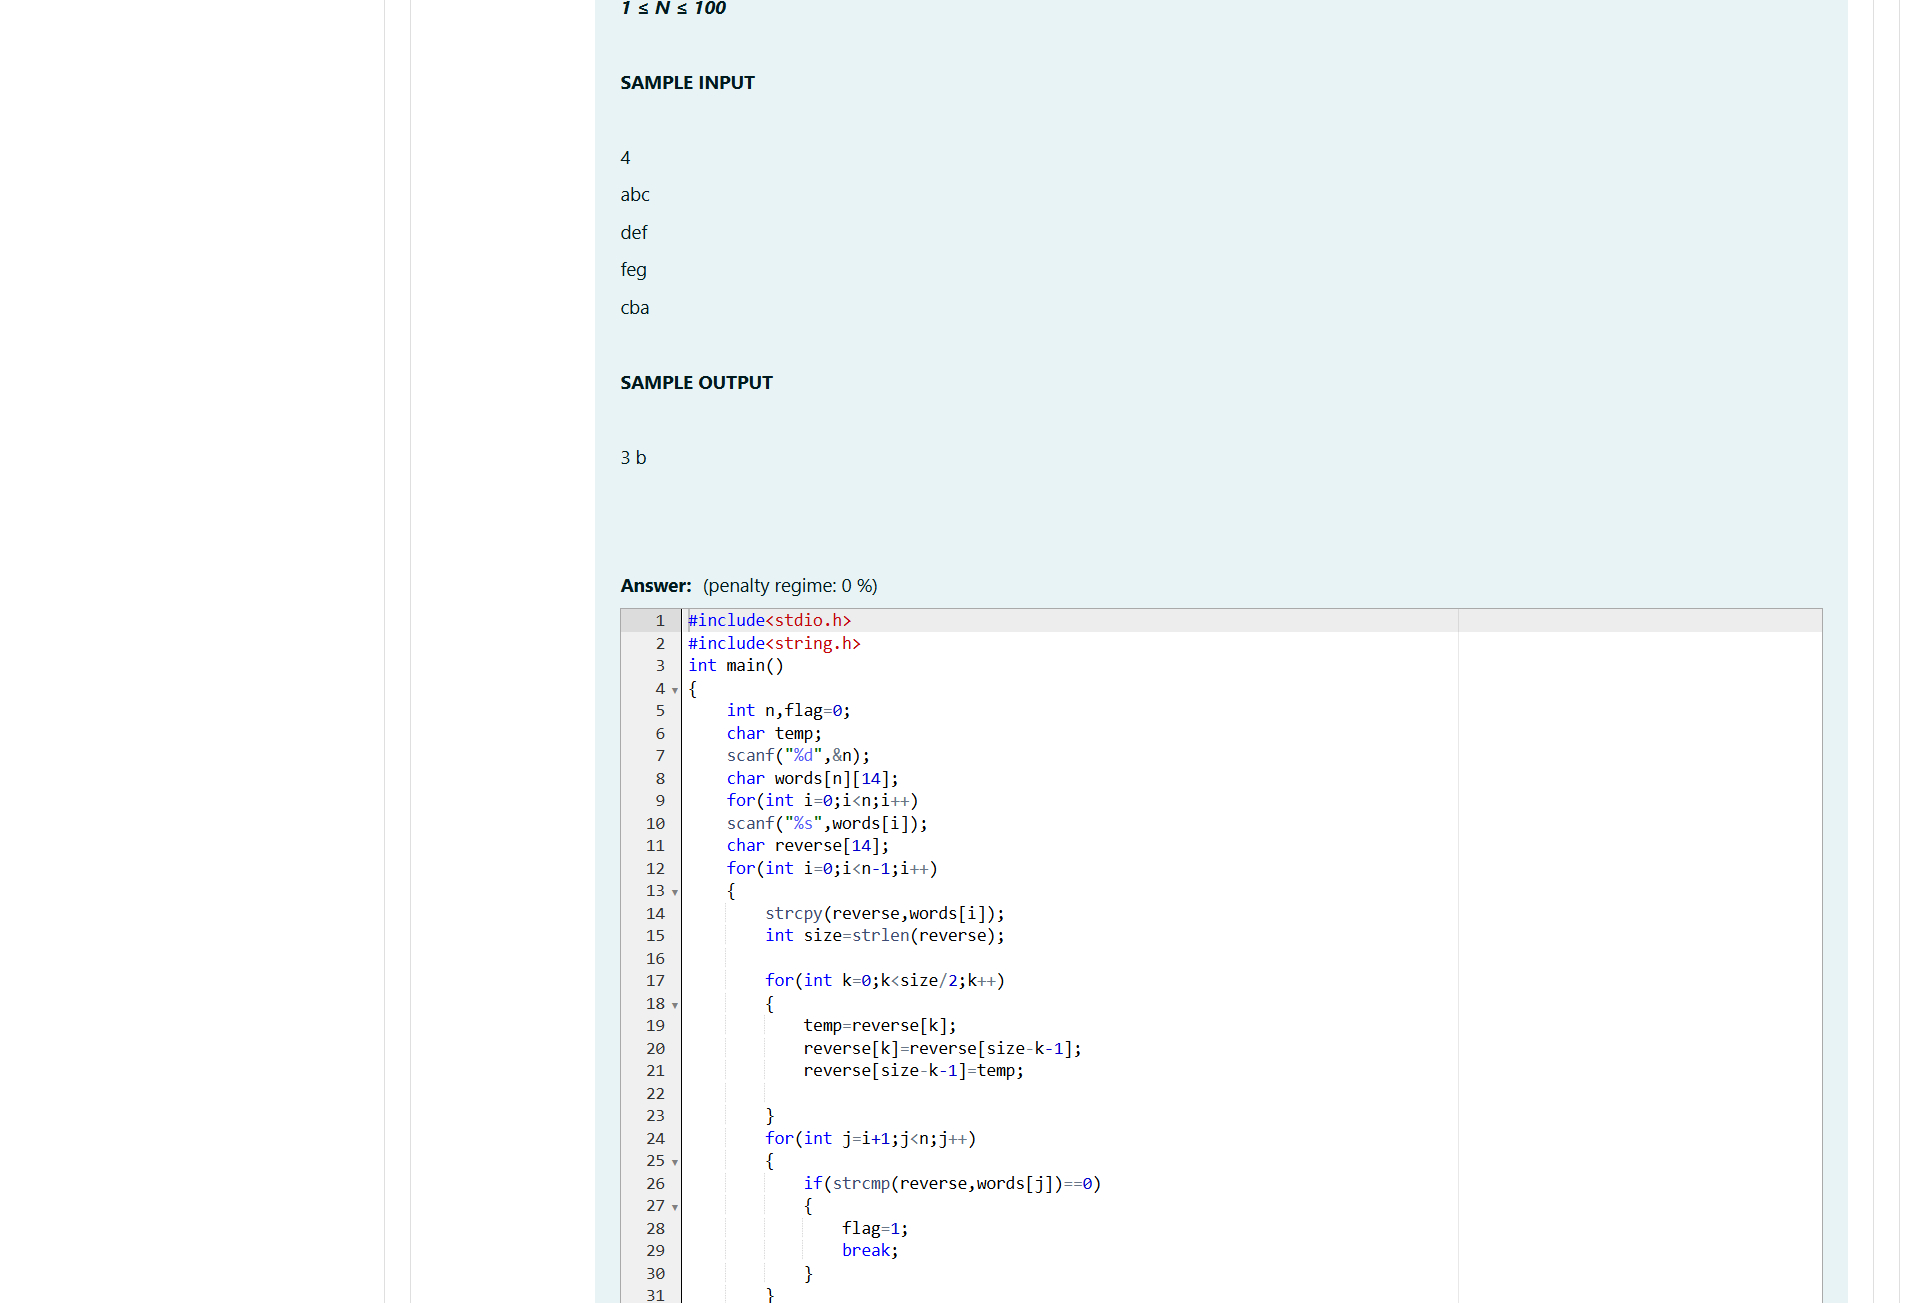 1 ≤ N ≤ 100
SAMPLE INPUT
4
abc
def
feg
cba
SAMPLE OUTPUT
3 b
Answer: (penalty regime: 0 %)
1 #include<stdio.h>
2 #include<string.h>
3 int main()
4 {
5 int n,flag=0;
6 char temp;
7 scanf("%d",&n);
8 char words[n][14];
9 for(int i=0;i<n;i++)
10 scanf("%s",words[i]);
11 char reverse[14];
12 for(int i=0;i<n-1;i++)
13 {
14 strcpy(reverse,words[i]);
15 int size=strlen(reverse);
16
17 for(int k=0;k<size/2;k++)
18 {
19 temp=reverse[k];
20 reverse[k]=reverse[size-k-1];
21 reverse[size-k-1]=temp;
22
23 }
24 for(int j=i+1;j<n;j++)
25 {
26 if(strcmp(reverse,words[j])==0)
27 {
28 flag=1;
29 break;
30 }
31 }